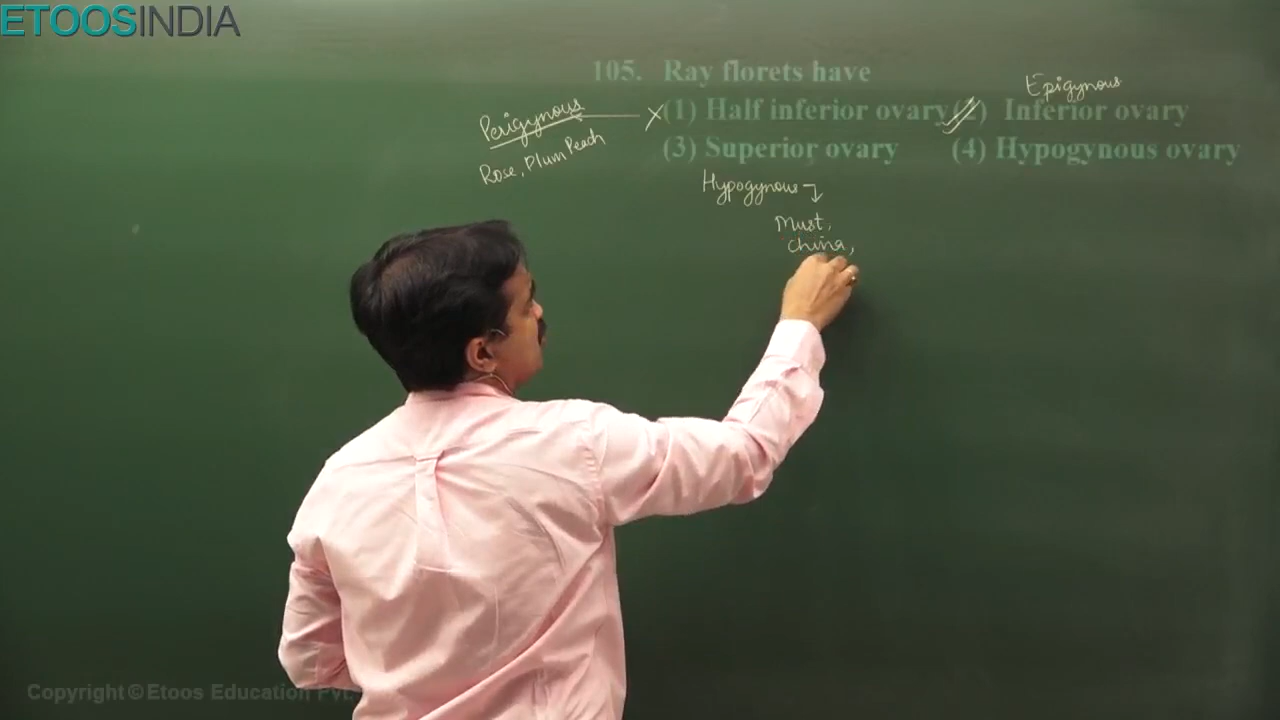 ETOOSINDIA
105. Ray florets have
Epigynous
Perigynous
(1) Half inferior ovary (2) Inferior ovary
Rose, Plum Peach
(3) Superior ovary (4) Hypogynous ovary
Hypogynous
Must,
China,
Copyright © Etoos Education Pvt.